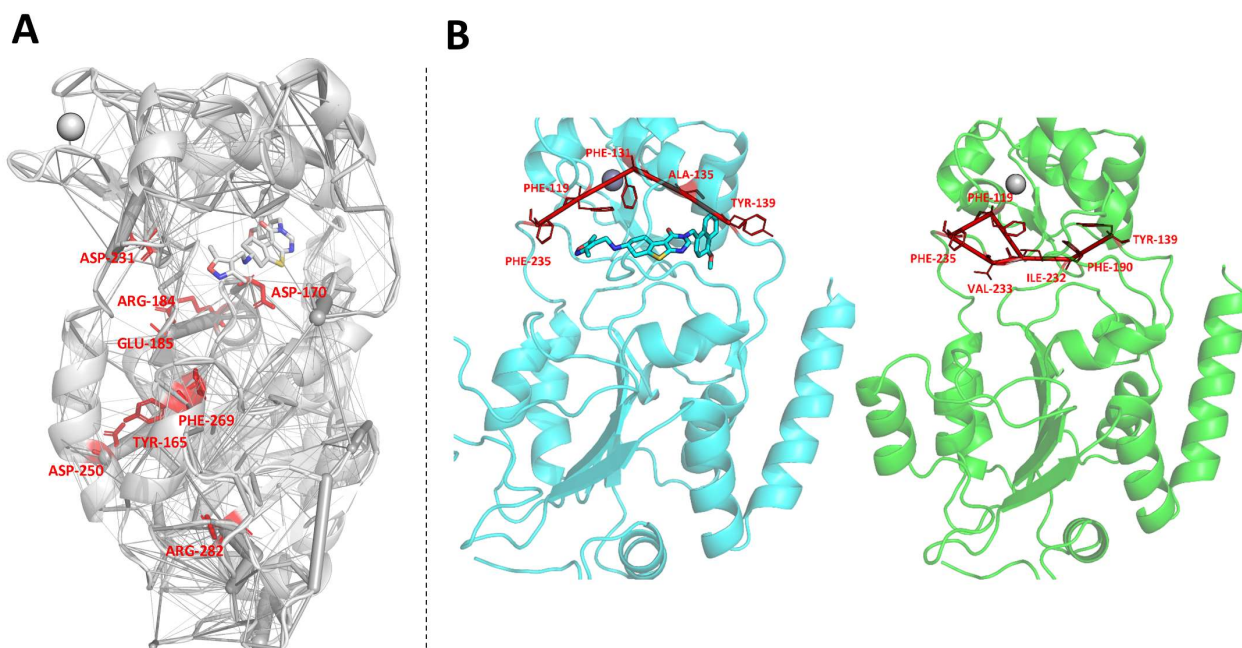 A
ASP-231
ARG-184
ASP-170
GLU-185
PHE-269
TYR-165
ASP-250
ARG-282
B
PHE-131
ALA-135
PHE-119
TYR-139
PHE-235
PHE-119
TYR-139
PHE-235
PHE-190
ILE-232
VAL-233